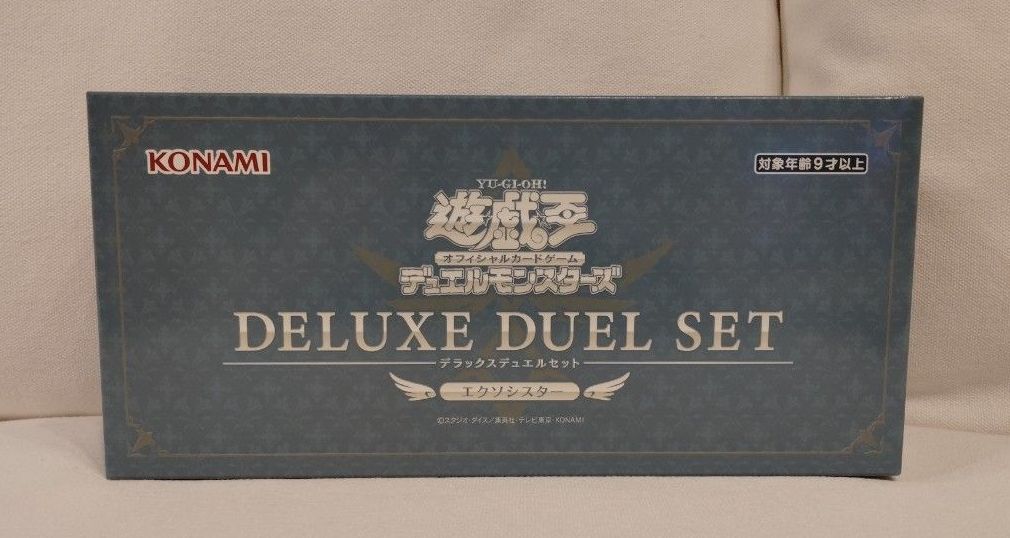 KONAMI
対象年齢9才以上
YU-GI-OH!
遊戯王
オフィシャルカードゲーム
デュエルモンスターズ
DELUXE DUEL SET
デラックスデュエルセット
エクソシスター
©スタジオ・ダイス/集英社・テレビ東京・KONAMI